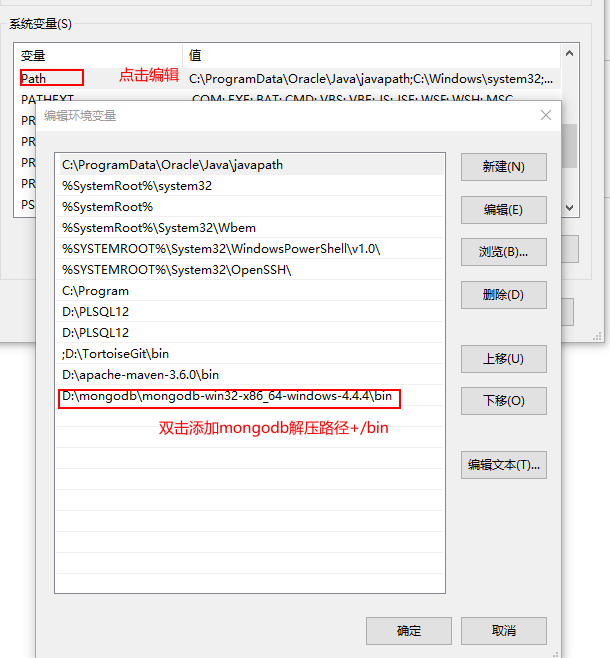 系统变量(S)
变量 值
Path 点击编辑 C:\ProgramData\Oracle\Java\javapath;C:\Windows\system32;...
PATHEXT .COM;.EXE;.BAT;.CMD;.VBS;.VBE;.JS;.JSE;.WSF;.WSH;.MSC
PR
PR
PR
PR
PS
编辑环境变量
C:\ProgramData\Oracle\Java\javapath
%SystemRoot%\system32
%SystemRoot%
%SystemRoot%\System32\Wbem
%SYSTEMROOT%\System32\WindowsPowerShell\v1.0\
%SYSTEMROOT%\System32\OpenSSH\
C:\Program
D:\PLSQL12
D:\PLSQL12
;D:\TortoiseGit\bin
D:\apache-maven-3.6.0\bin
D:\mongodb\mongodb-win32-x86_64-windows-4.4.4\bin
双击添加mongodb解压路径+/bin
新建(N)
编辑(E)
浏览(B)...
删除(D)
上移(U)
下移(O)
编辑文本(T)...
确定
取消